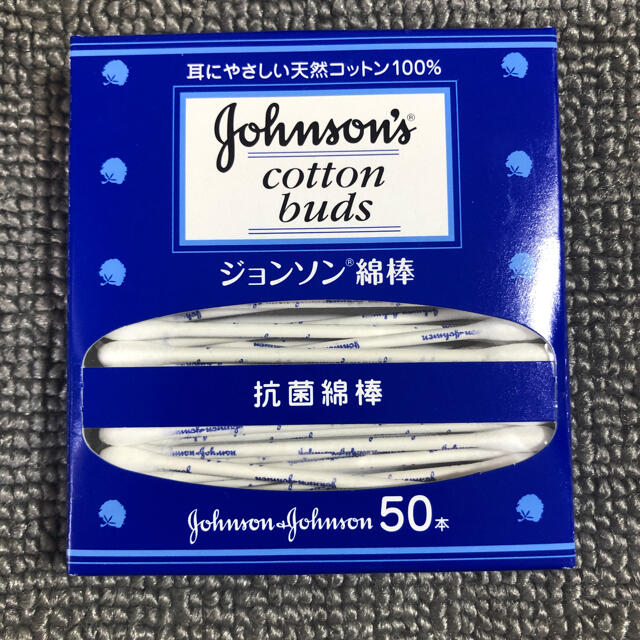 耳にやさしい天然コットン100%
Johnson's®
cotton
buds
ジョンソン®綿棒
抗菌綿棒
Johnson & Johnson 50本